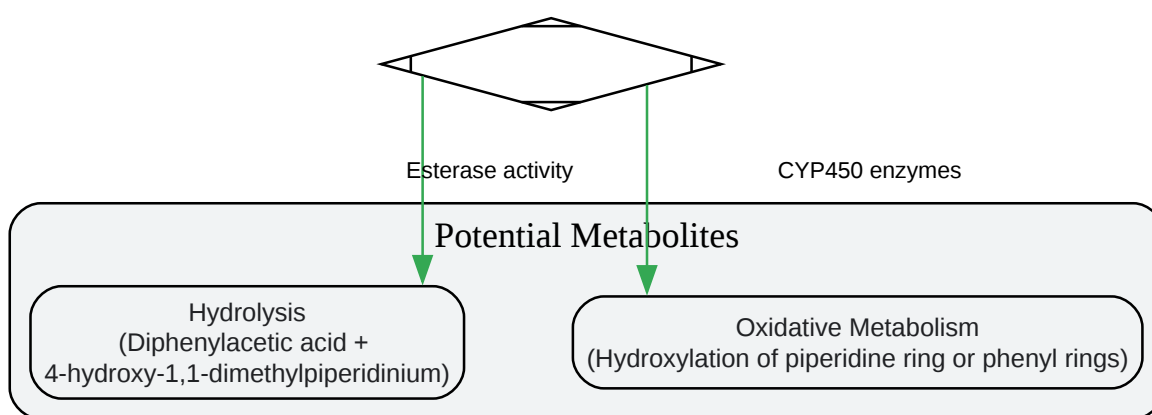 Esterase activity
CYP450 enzymes
Potential Metabolites
Hydrolysis
(Diphenylacetic acid +
4-hydroxy-1,1-dimethylpiperidinium)
Oxidative Metabolism
(Hydroxylation of piperidine ring or phenyl rings)